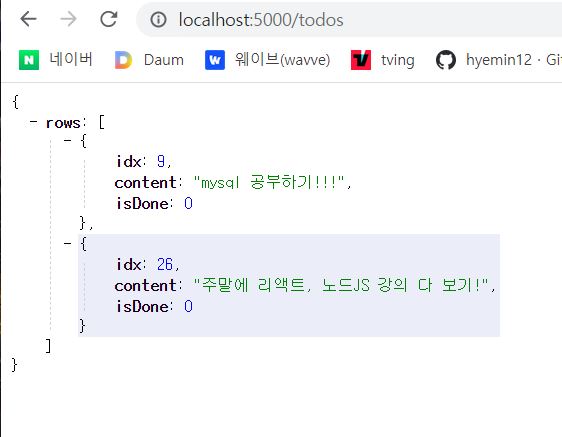 localhost:5000/todos
네이버 Daum 웨이브(wavve) tving hyemin12 · Git
{
- rows: [
- {
idx: 9,
content: "mysql 공부하기!!!",
isDone: 0
},
- {
idx: 26,
content: "주말에 리액트, 노드JS 강의 다 보기!",
isDone: 0
}
]
}